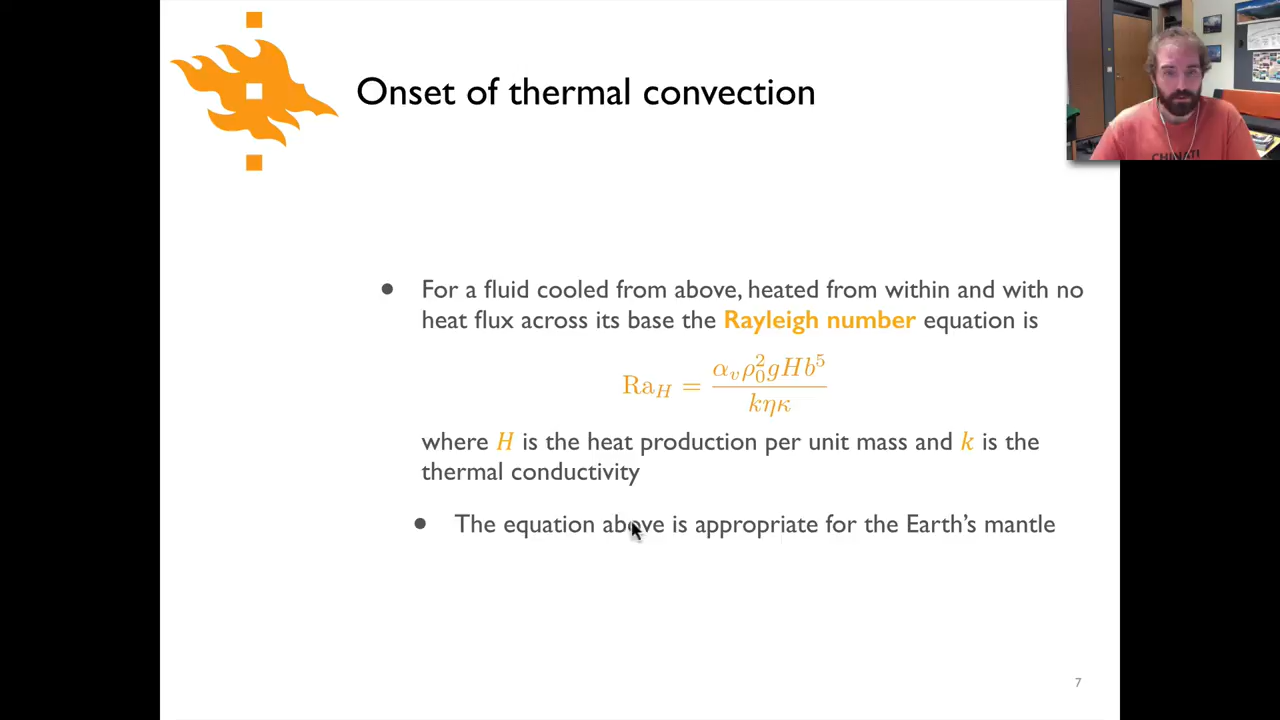 Onset of thermal convection
CHINATI
• For a fluid cooled from above, heated from within and with no
heat flux across its base the Rayleigh number equation is
Ra_H = α_v ρ_0^2 g H b^5 / kηκ
where H is the heat production per unit mass and k is the
thermal conductivity
• The equation above is appropriate for the Earth’s mantle
7